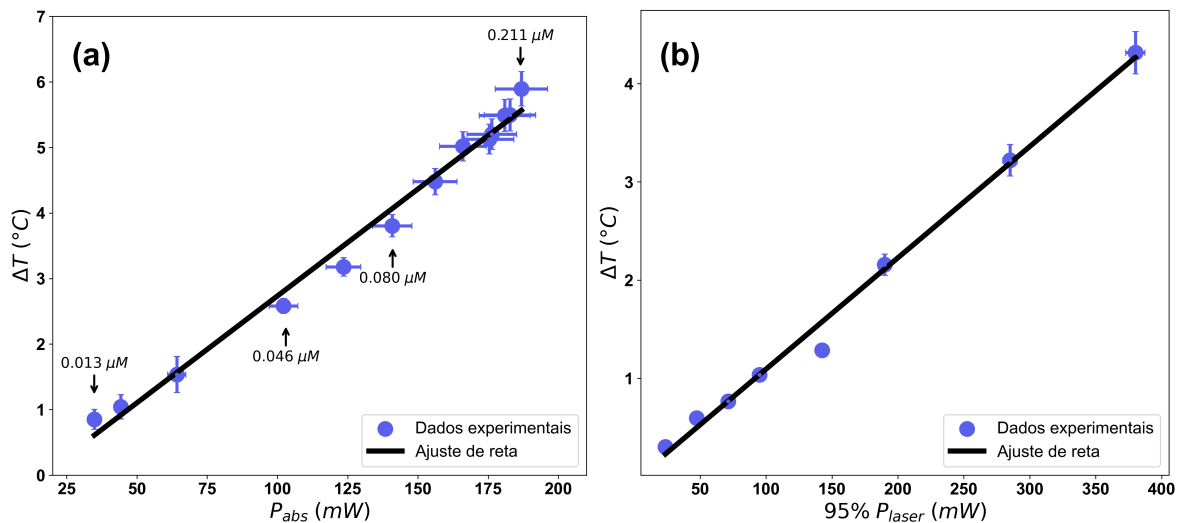 (a)
7
6
5
4
3
2
1
0
ΔT (°C)
0.211 μM
0.080 μM
0.046 μM
0.013 μM
Dados experimentais
Ajuste de reta
25 50 75 100 125 150 175 200
P_abs (mW)
(b)
4
3
2
1
ΔT (°C)
Dados experimentais
Ajuste de reta
50 100 150 200 250 300 350 400
95% P_laser (mW)